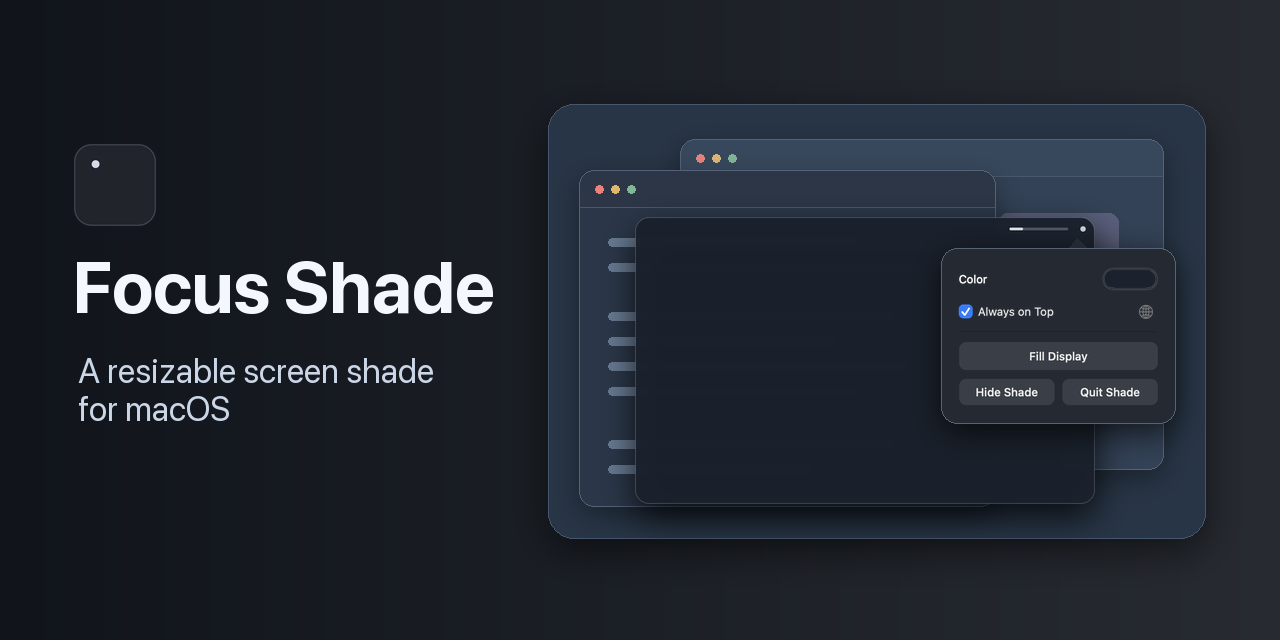 Focus Shade
A resizable screen shade
for macOS
Color
Always on Top
Fill Display
Hide Shade
Quit Shade